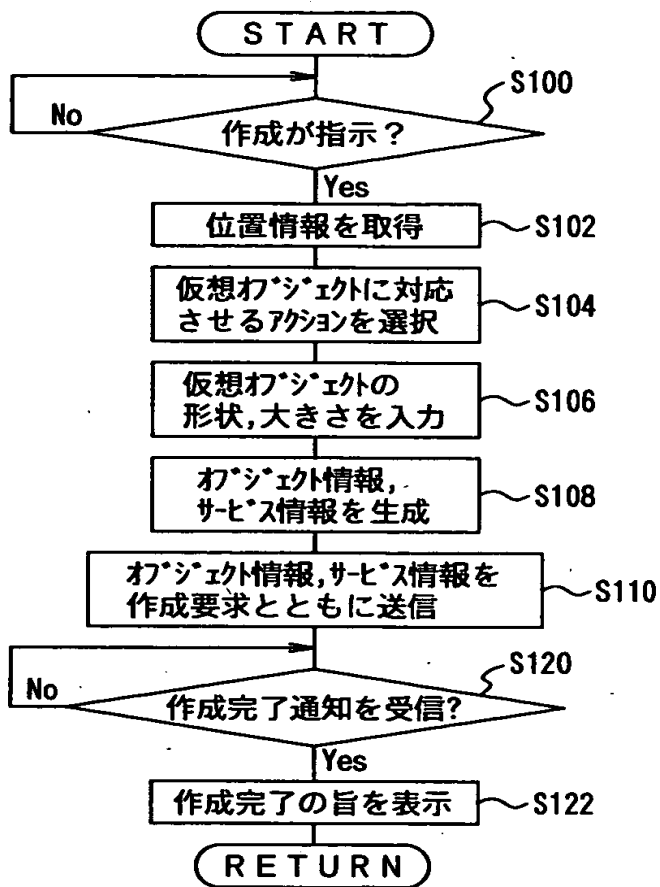 START
S100
No
作成が指示？
Yes
位置情報を取得
S102
仮想ｵﾌﾞｼﾞｪｸﾄに対応
させるｱｸｼｮﾝを選択
S104
仮想ｵﾌﾞｼﾞｪｸﾄの
形状,大きさを入力
S106
ｵﾌﾞｼﾞｪｸﾄ情報,
ｻｰﾋﾞｽ情報を生成
S108
ｵﾌﾞｼﾞｪｸﾄ情報,ｻｰﾋﾞｽ情報を
作成要求とともに送信
S110
S120
No
作成完了通知を受信?
Yes
作成完了の旨を表示
S122
RETURN